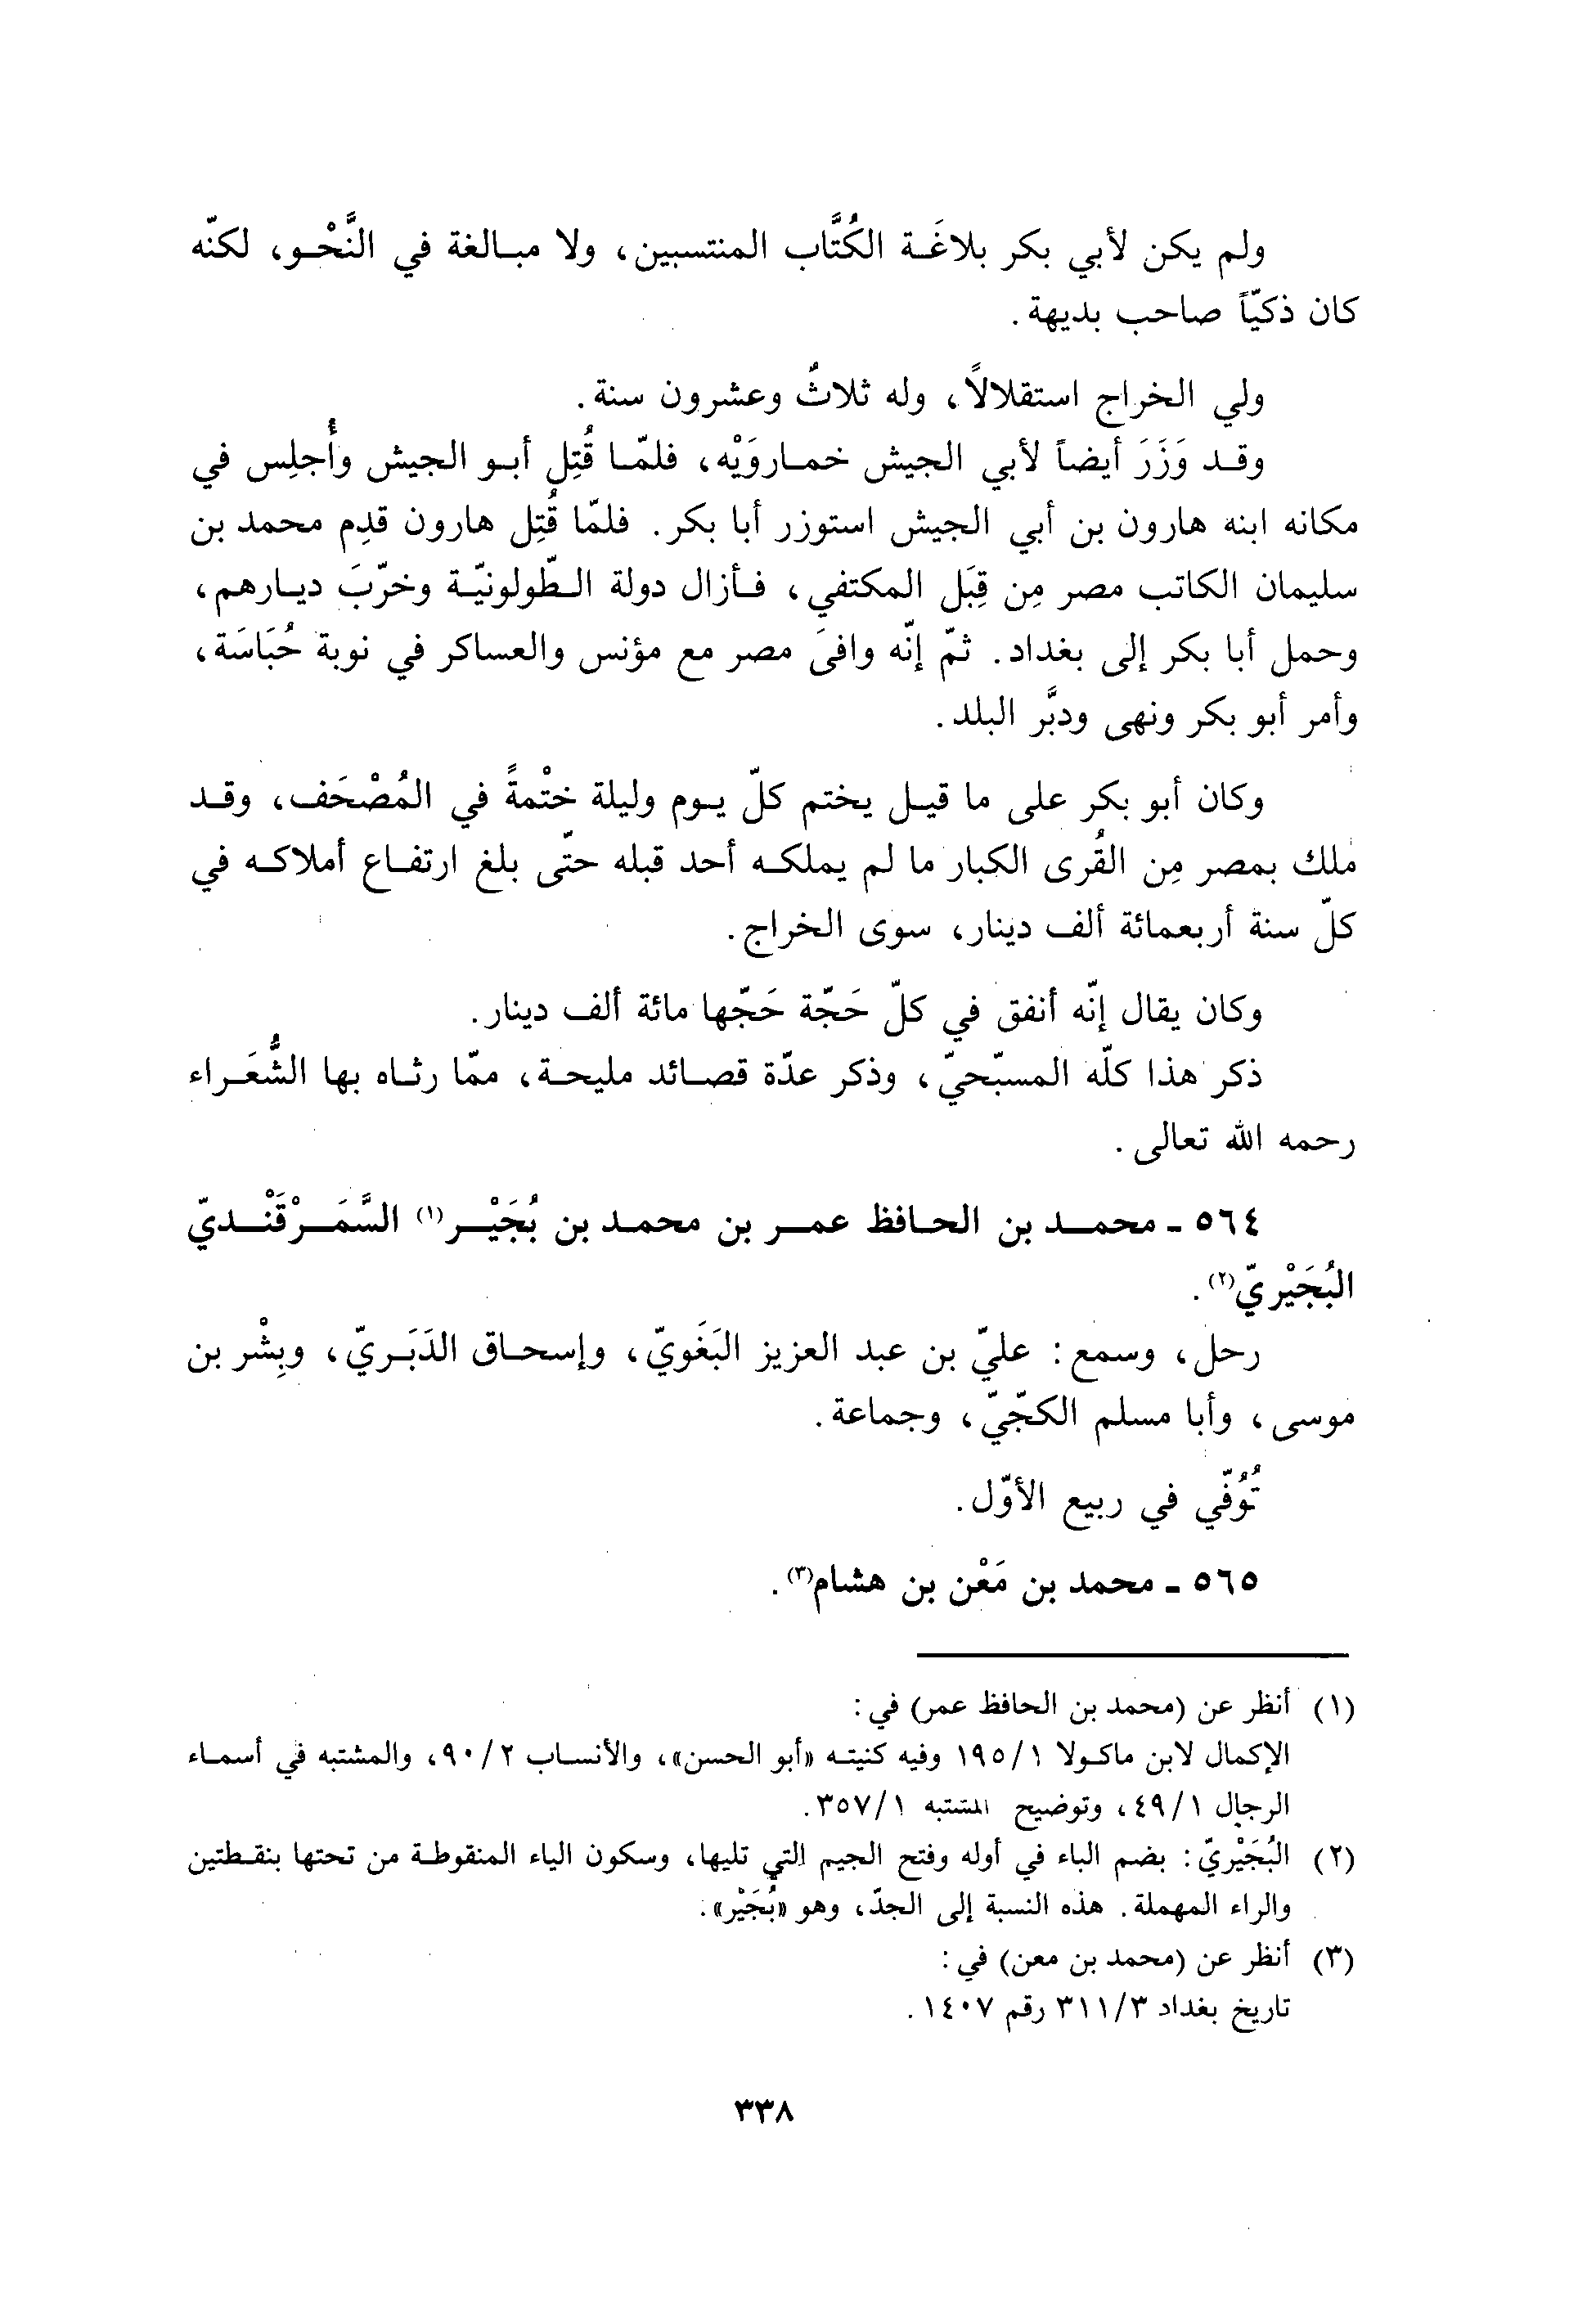 ولم يكن لأبي بكر بلاغَة الكُتَّاب المنتسبين، ولا مبالغة في النَّحْو، لكنّه
كان ذكيّاً صاحب بديهة.
ولي الخراج استقلالاً، وله ثلاثٌ وعشرون سنة.
وقد وَزَرَ أيضاً لأبي الجيش خمارَوَيْه، فلمّا قُتِل أبو الجيش وأُجلِس في
مكانه ابنه هارون بن أبي الجيش استوزر أبا بكر. فلمّا قُتِل هارون قدِم محمد بن
سليمان الكاتب مصر مِن قِبَل المكتفي، فأزال دولة الطّولونيّة وخرّبَ ديارهم،
وحمل أبا بكر إلى بغداد. ثمّ إنّه وافىَ مصر مع مؤنس والعساكر في نوبة حُبَاسَة،
وأمر أبو بكر ونهى ودبَّر البلد.
وكان أبو بكر على ما قيل يختم كلّ يوم وليلة ختْمةً في المُصْحَف، وقد
ملك بمصر مِن القُرى الكبار ما لم يملكه أحد قبله حتّى بلغ ارتفاع أملاكه في
كلّ سنة أربعمائة ألف دينار، سوى الخراج.
وكان يقال إنّه أنفق في كلّ حَجّة حَجّها مائة ألف دينار.
ذكر هذا كلّه المسبّحيّ، وذكر عدّة قصائد مليحة، ممّا رثاه بها الشُّعَراء
رحمه الله تعالى.
٥٦٤ ـ محمد بن الحافظ عمر بن محمد بن بُجَيْر(١) السَّمَرْقَنْديّ
البُجَيْريّ(٢).
رحل، وسمع: عليّ بن عبد العزيز البَغَويّ، وإسحاق الدَبَريّ، وبِشْر بن
موسى، وأبا مسلم الكجّيّ، وجماعة.
تُوُفّي في ربيع الأوّل.
٥٦٥ ـ محمد بن مَعْن بن هشام(٣).
(١) أنظر عن (محمد بن الحافظ عمر) في:
الإكمال لابن ماكولا ١/ ١٩٥ وفيه كنيته «أبو الحسن»، والأنساب ٢/ ٩٠، والمشتبه في أسماء
الرجال ١/ ٤٩، وتوضيح المشتبه ١/ ٣٥٧.
(٢) البُجَيْريّ: بضم الباء في أوله وفتح الجيم التي تليها، وسكون الياء المنقوطة من تحتها بنقطتين
والراء المهملة. هذه النسبة إلى الجدّ، وهو «بُجَيْر».
(٣) أنظر عن (محمد بن معن) في:
تاريخ بغداد ٣/ ٣١١ رقم ١٤٠٧.
٣٣٨